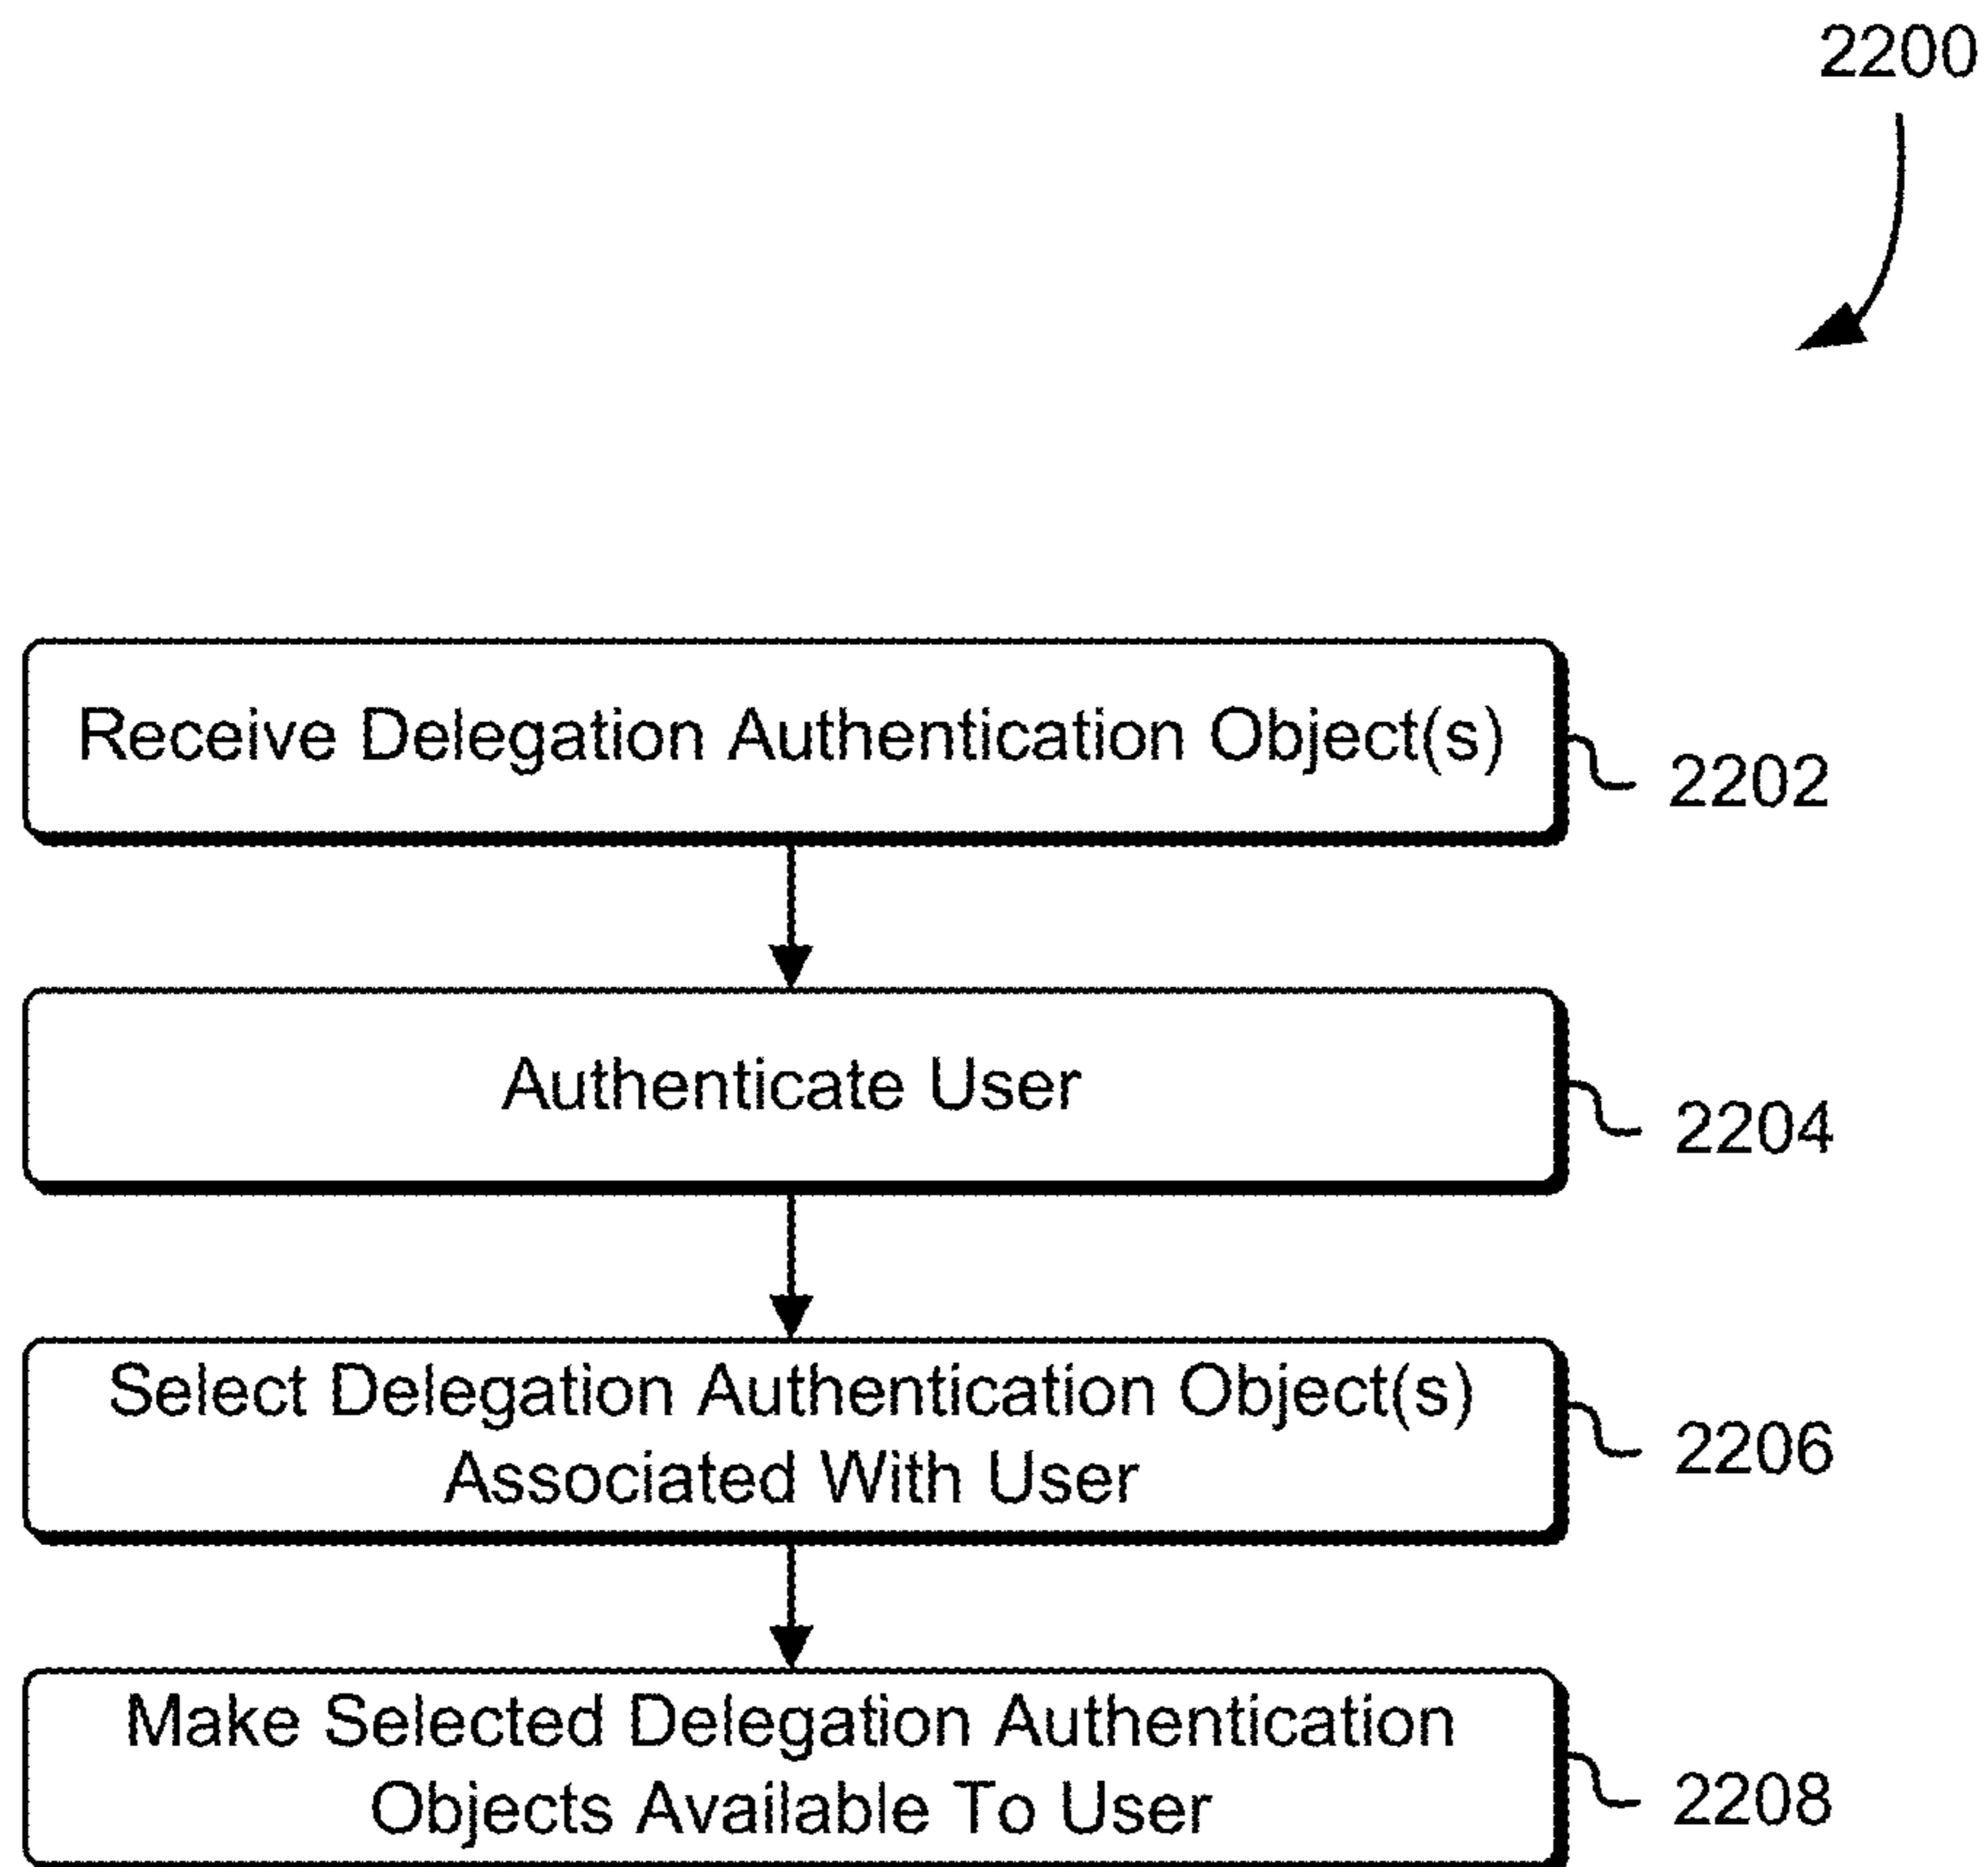 2200
Receive Delegation Authentication Object(s)
2202
Authenticate User
2204
Select Delegation Authentication Object(s)
Associated With User
2206
Make Selected Delegation Authentication
Objects Available To User
2208